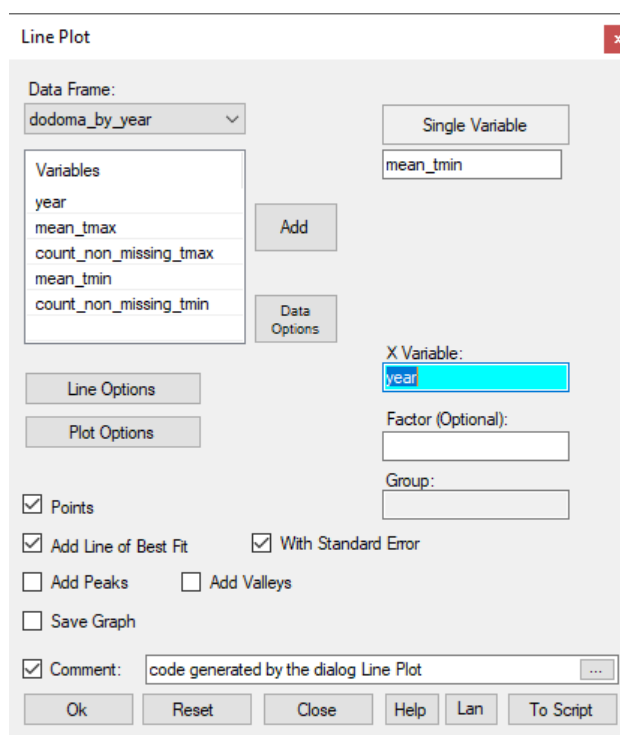 Line Plot
Data Frame:
dodoma_by_year
Single Variable
mean_tmin
Variables
year
mean_tmax
count_non_missing_tmax
mean_tmin
count_non_missing_tmin
Add
Data
Options
X Variable:
year
Line Options
Factor (Optional):
Plot Options
Group:
Points
Add Line of Best Fit
With Standard Error
Add Peaks
Add Valleys
Save Graph
Comment:
code generated by the dialog Line Plot
...
Ok
Reset
Close
Help
Lan
To Script